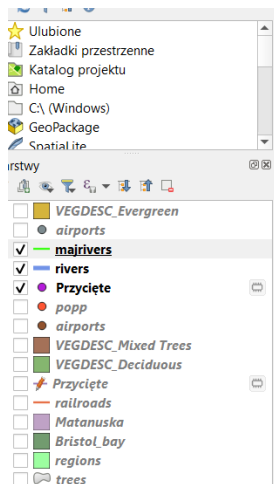 Ulubione
Zakładki przestrzenne
Katalog projektu
Home
C:\ (Windows)
GeoPackage
SpatiaLite
arstwy
VEGDESC_Evergreen
airports
majrivers
rivers
Przycięte
popp
airports
VEGDESC_Mixed Trees
VEGDESC_Deciduous
Przycięte
railroads
Matanuska
Bristol_bay
regions
trees